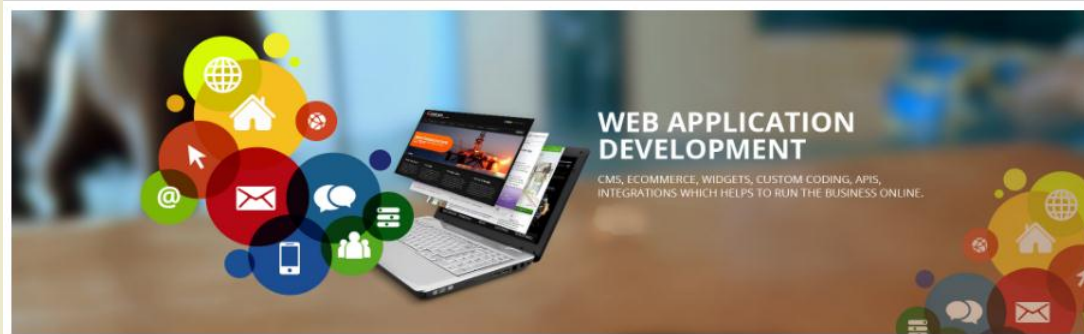 WEB APPLICATION
DEVELOPMENT
CMS, ECOMMERCE, WIDGETS, CUSTOM CODING, APIS,
INTEGRATIONS WHICH HELPS TO RUN THE BUSINESS ONLINE.
@